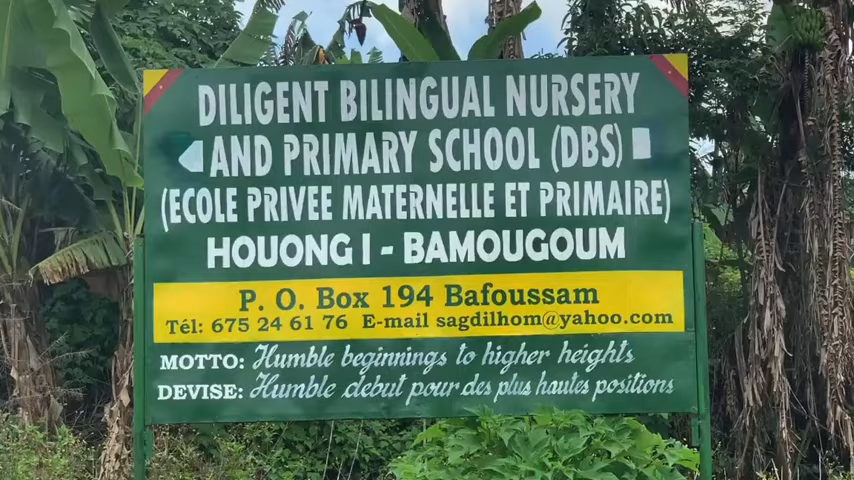 DILIGENT BILINGUAL NURSERY
AND PRIMARY SCHOOL (DBS)
(ECOLE PRIVEE MATERNELLE ET PRIMAIRE)
HOUONG I - BAMOUGOUM
P. O. Box 194 Bafoussam
Tél: 675 24 61 76 E-mail sagdilhom@yahoo.com
MOTTO: Humble beginnings to higher heights
DEVISE: Humble debut pour des plus hautes positions